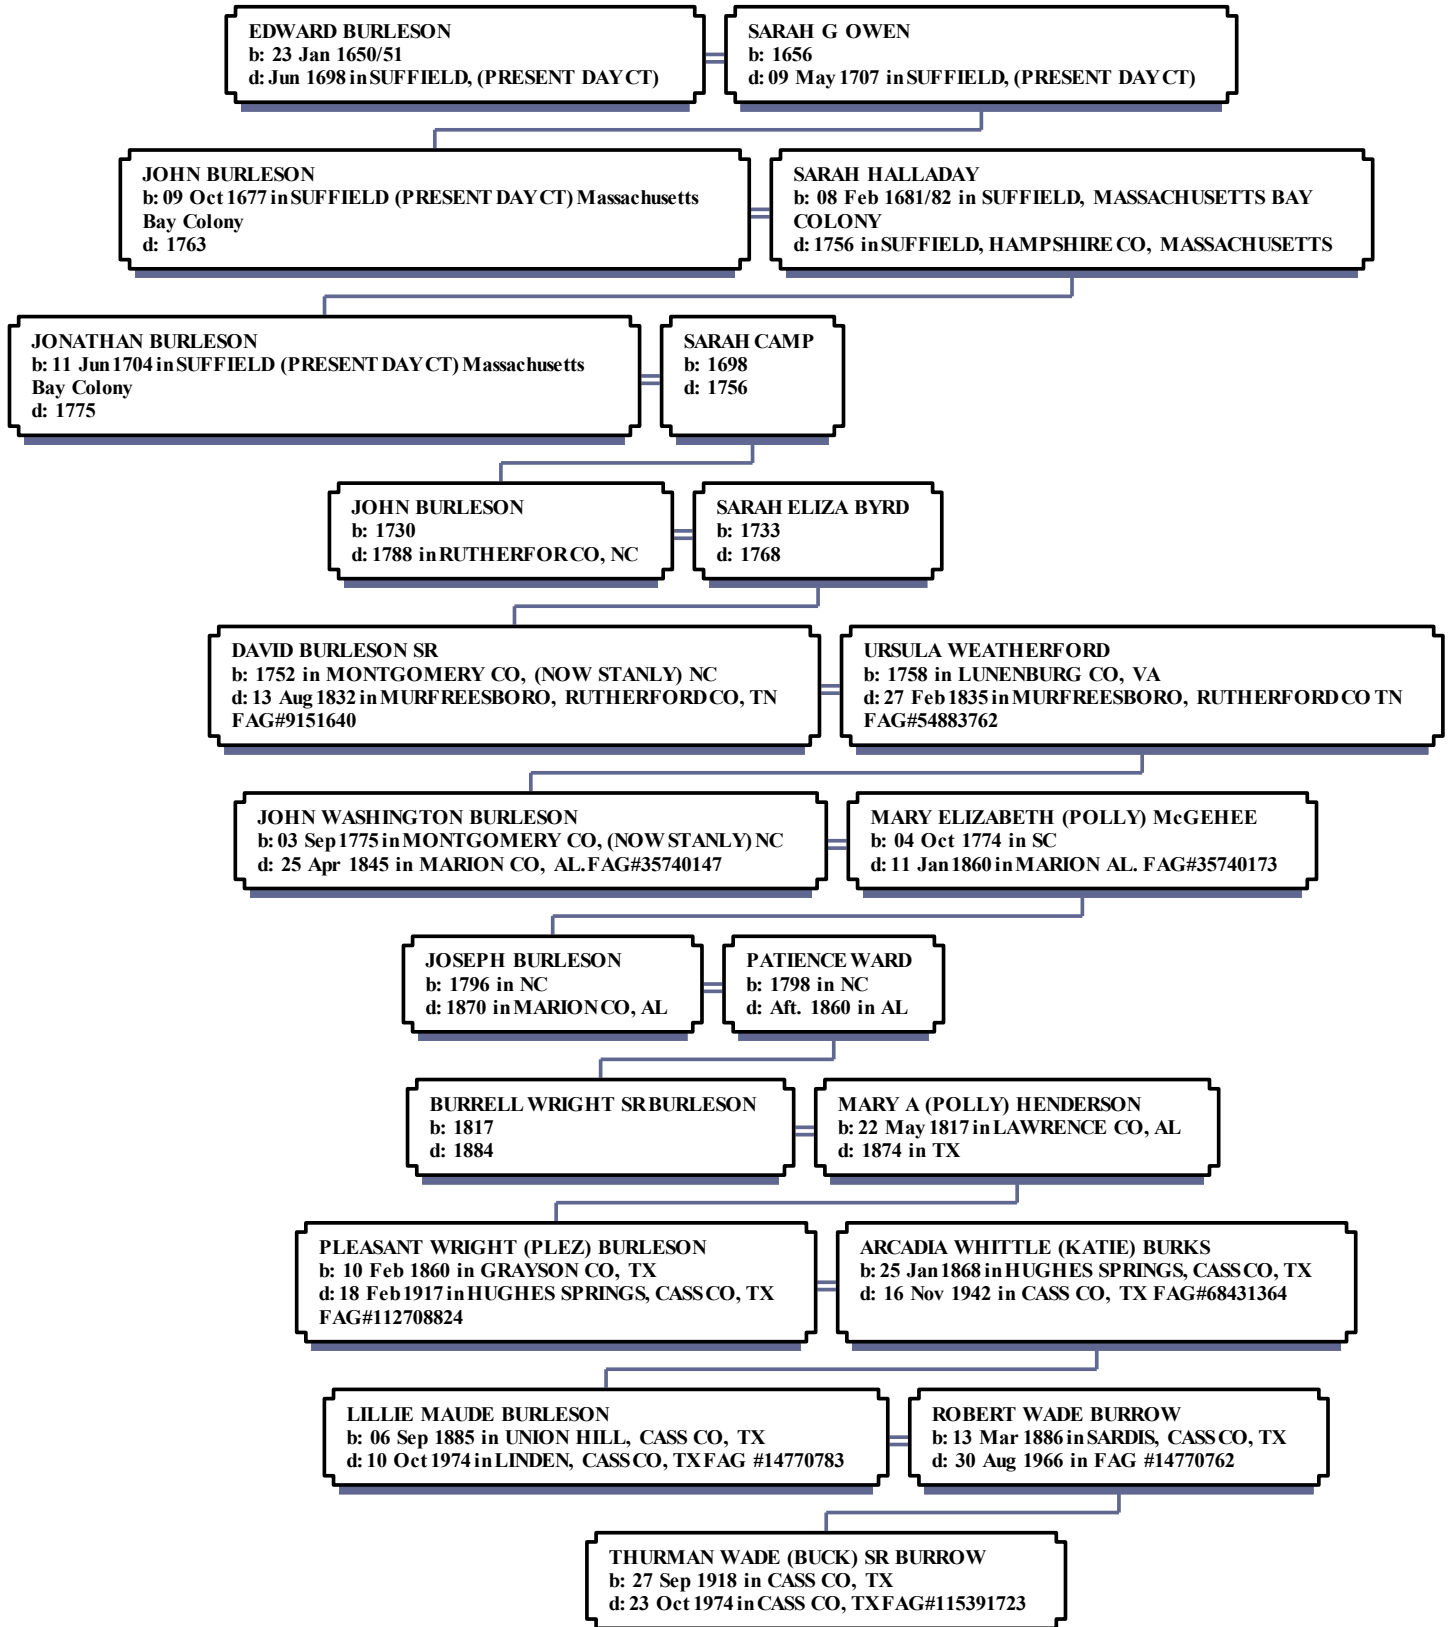 EDWARD BURLESON
b: 23 Jan 1650/51
d: Jun 1698 in SUFFIELD, (PRESENT DAY CT)
SARAH G OWEN
b: 1656
d: 09 May 1707 in SUFFIELD, (PRESENT DAY CT)
JOHN BURLESON
b: 09 Oct 1677 in SUFFIELD (PRESENT DAY CT) Massachusetts
Bay Colony
d: 1763
SARAH HALLADAY
b: 08 Feb 1681/82 in SUFFIELD, MASSACHUSETTS BAY
COLONY
d: 1756 in SUFFIELD, HAMPSHIRE CO, MASSACHUSETTS
JONATHAN BURLESON
b: 11 Jun 1704 in SUFFIELD (PRESENT DAY CT) Massachusetts
Bay Colony
d: 1775
SARAH CAMP
b: 1698
d: 1756
JOHN BURLESON
b: 1730
d: 1788 in RUTHERFOR CO, NC
SARAH ELIZA BYRD
b: 1733
d: 1768
DAVID BURLESON SR
b: 1752 in MONTGOMERY CO, (NOW STANLY) NC
d: 13 Aug 1832 in MURFREESBORO, RUTHERFORD CO, TN
FAG#9151640
URSULA WEATHERFORD
b: 1758 in LUNENBURG CO, VA
d: 27 Feb 1835 in MURFREESBORO, RUTHERFORD CO TN
FAG#54883762
JOHN WASHINGTON BURLESON
b: 03 Sep 1775 in MONTGOMERY CO, (NOW STANLY) NC
d: 25 Apr 1845 in MARION CO, AL. FAG#35740147
MARY ELIZABETH (POLLY) McGEHEE
b: 04 Oct 1774 in SC
d: 11 Jan 1860 in MARION AL. FAG#35740173
JOSEPH BURLESON
b: 1796 in NC
d: 1870 in MARION CO, AL
PATIENCE WARD
b: 1798 in NC
d: Aft. 1860 in AL
BURRELL WRIGHT SR BURLESON
b: 1817
d: 1884
MARY A (POLLY) HENDERSON
b: 22 May 1817 in LAWRENCE CO, AL
d: 1874 in TX
PLEASANT WRIGHT (PLEZ) BURLESON
b: 10 Feb 1860 in GRAYSON CO, TX
d: 18 Feb 1917 in HUGHES SPRINGS, CASS CO, TX
FAG#112708824
ARCADIA WHITTLE (KATIE) BURKS
b: 25 Jan 1868 in HUGHES SPRINGS, CASS CO, TX
d: 16 Nov 1942 in CASS CO, TX FAG#68431364
LILLIE MAUDE BURLESON
b: 06 Sep 1885 in UNION HILL, CASS CO, TX
d: 10 Oct 1974 in LINDEN, CASS CO, TX FAG #14770783
ROBERT WADE BURROW
b: 13 Mar 1886 in SARDIS, CASS CO, TX
d: 30 Aug 1966 in FAG #14770762
THURMAN WADE (BUCK) SR BURROW
b: 27 Sep 1918 in CASS CO, TX
d: 23 Oct 1974 in CASS CO, TX FAG#115391723